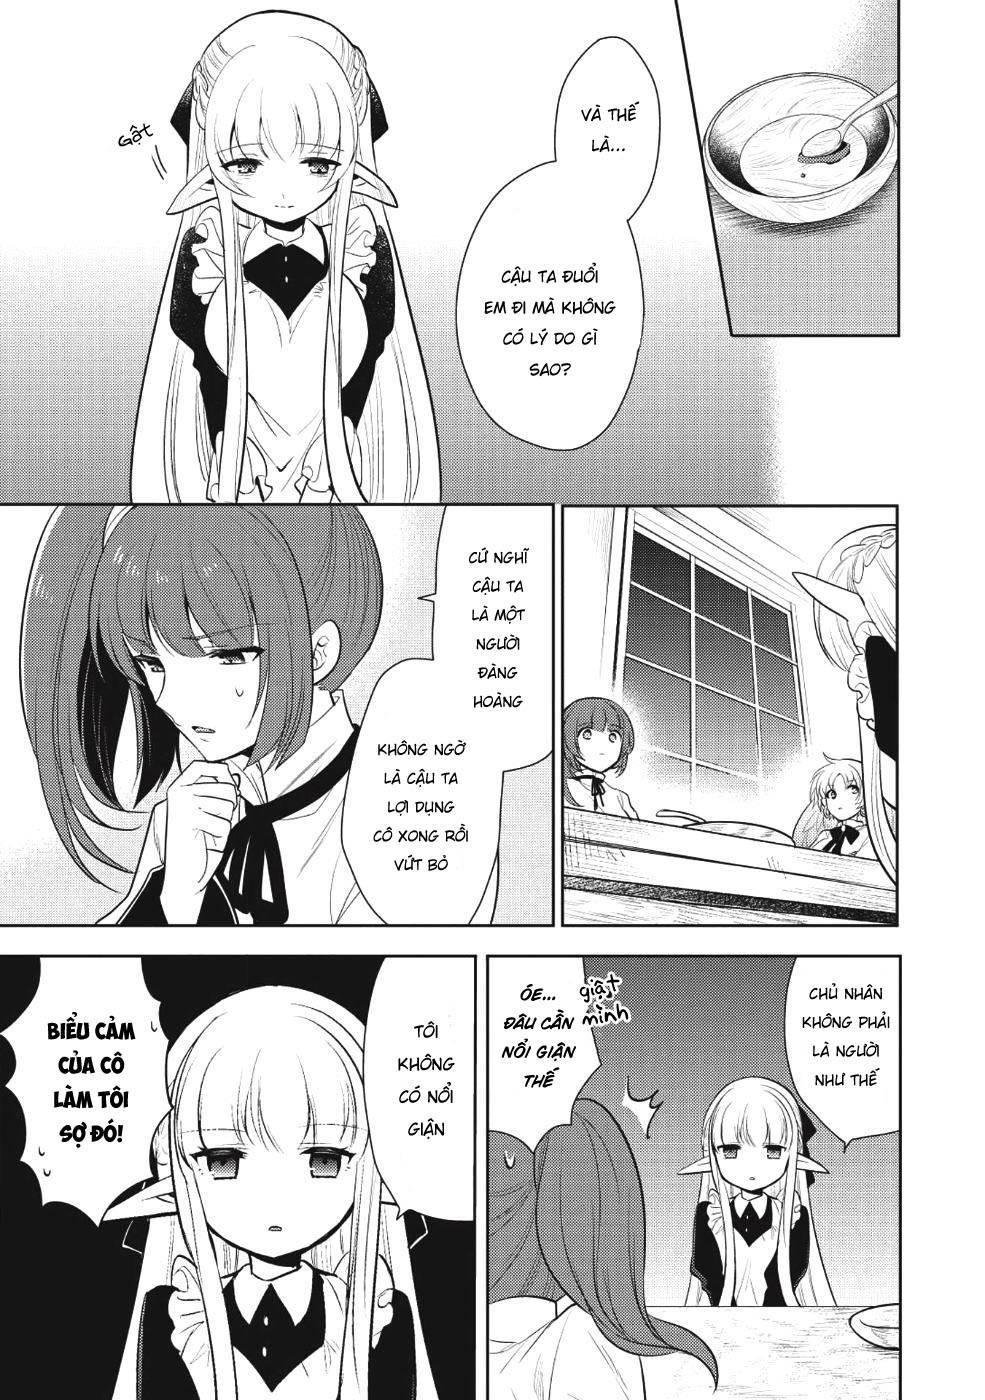 VÀ THẾ
LÀ...
CẬU TA ĐUỔI
EM ĐI MÀ KHÔNG
CÓ LÝ DO GÌ
SAO?
Gật
CỨ NGHĨ
CẬU TA
LÀ MỘT
NGƯỜI
ĐÀNG
HOÀNG
KHÔNG NGỜ
LÀ CẬU TA
LỢI DỤNG
CÔ XONG RỒI
VỨT BỎ
CHỦ NHÂN
KHÔNG PHẢI
LÀ NGƯỜI
NHƯ THẾ
giật
mình
ÓE...
ĐÂU CẦN
NỔI GIẬN
THẾ
TÔI
KHÔNG
CÓ NỔI
GIẬN
BIỂU CẢM
CỦA CÔ
LÀM TÔI
SỢ ĐÓ!